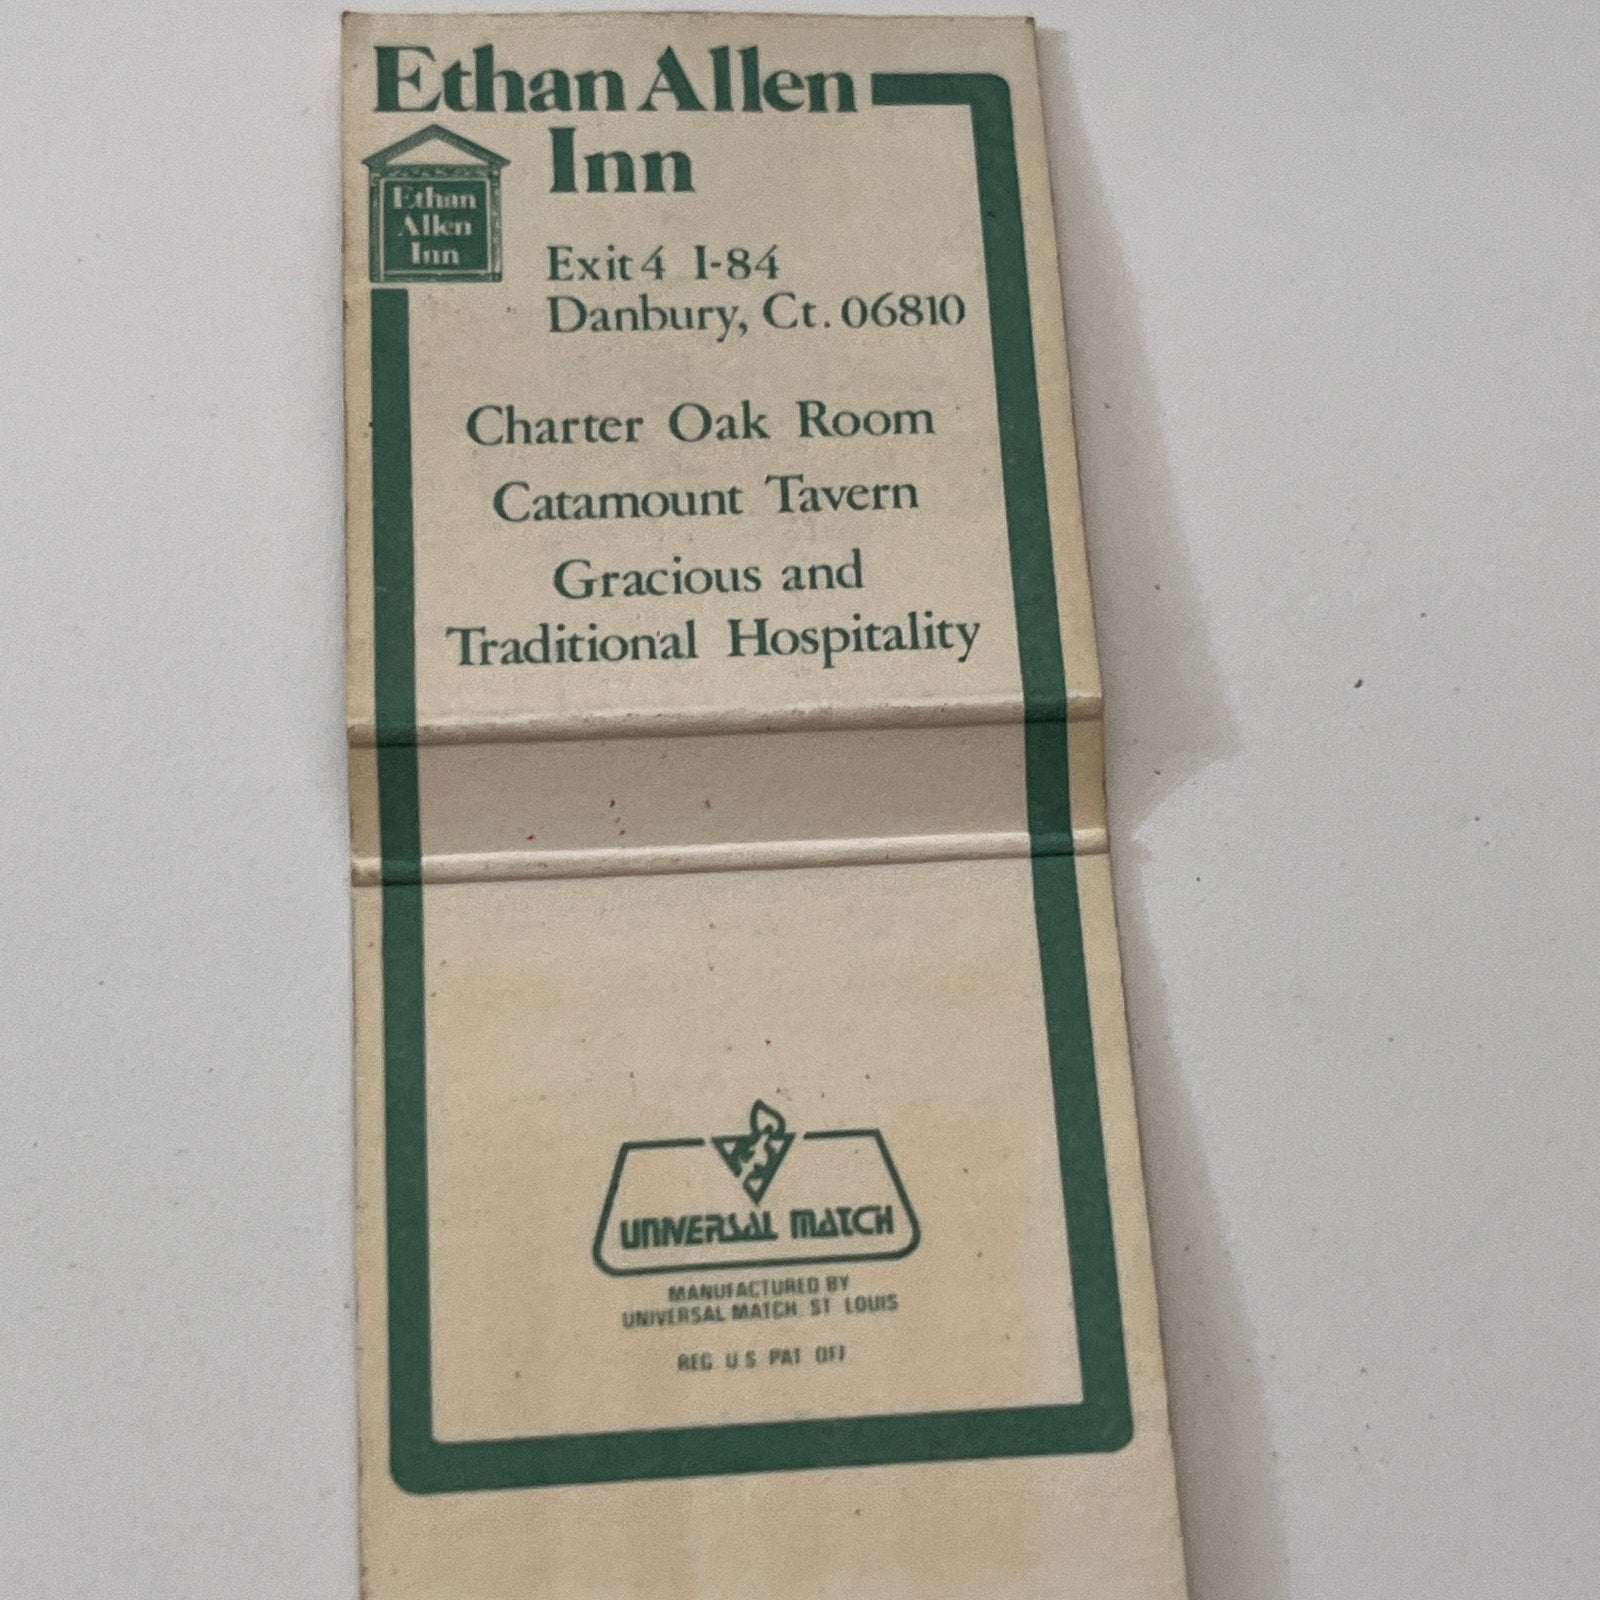 Ethan Allen
Inn
Ethan
Allen
Inn
Exit 4 I-84
Danbury, Ct. 06810
Charter Oak Room
Catamount Tavern
Gracious and
Traditional Hospitality
UNIVERSAL MATCH
MANUFACTURED BY
UNIVERSAL MATCH. ST LOUIS
REG U.S. PAT OFF